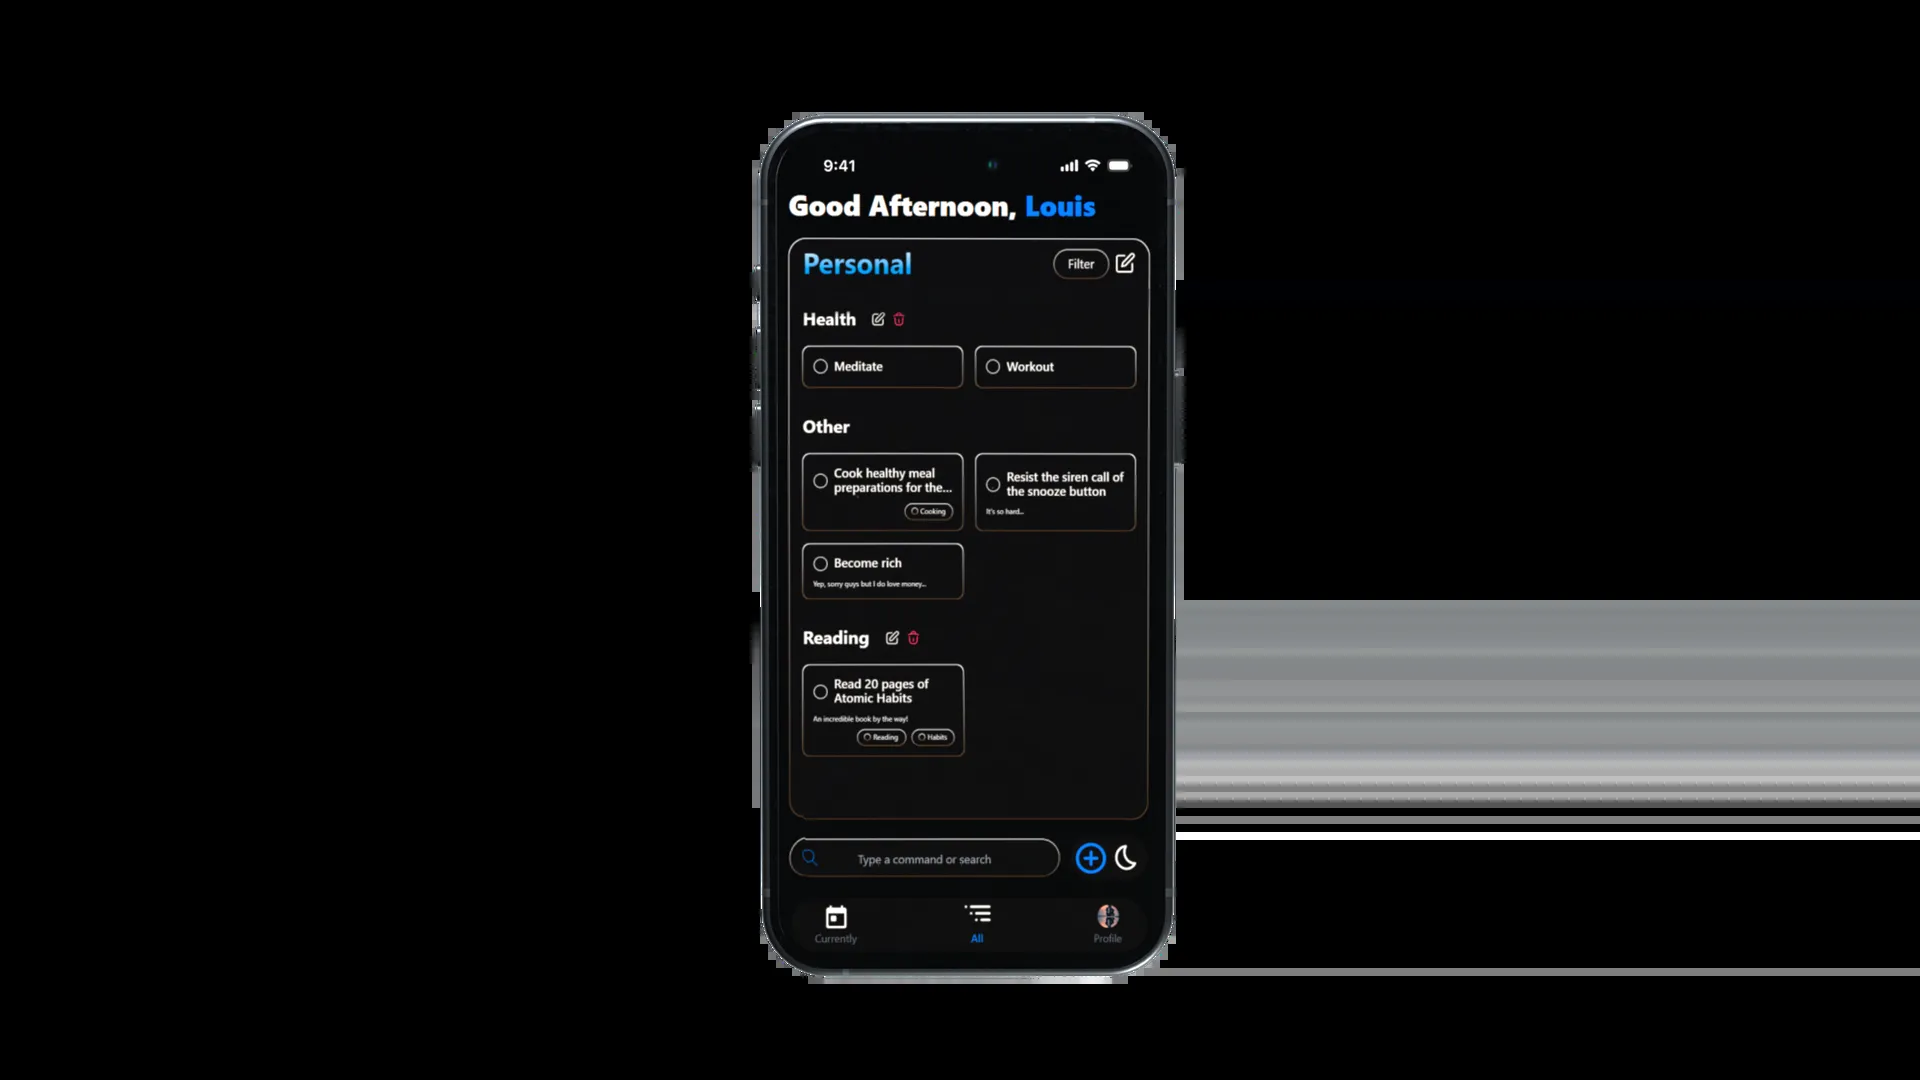 9:41
Good Afternoon, Louis
Personal
Filter
Health
Meditate
Workout
Other
Cook healthy meal
preparations for the...
Cooking
Resist the siren call of
the snooze button
It's so hard...
Become rich
Yep, sorry guys but I do love money...
Reading
Read 20 pages of
Atomic Habits
An incredible book by the way!
Reading
Habits
Type a command or search
Currently
All
Profile